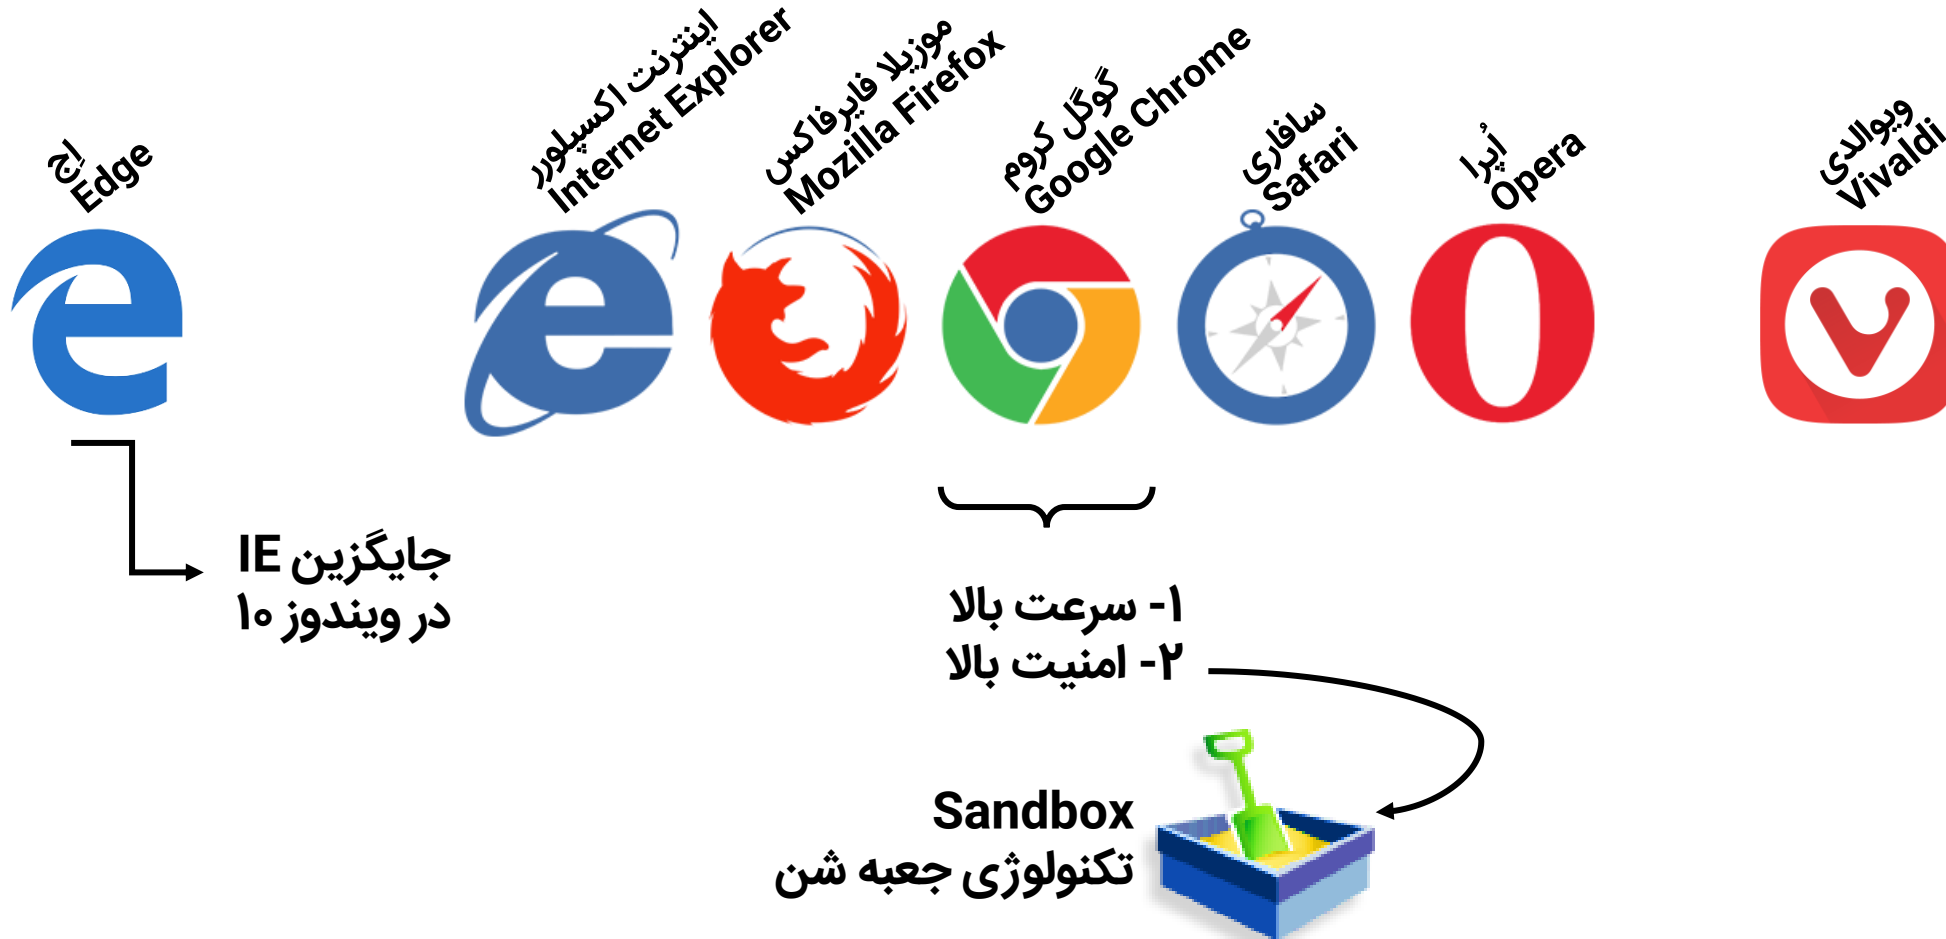 اِج
Edge
اینترنت اکسپلورر
Internet Explorer
موزیلا فایرفاکس
Mozilla Firefox
گوگل کروم
Google Chrome
سافاری
Safari
اُپرا
Opera
ویوالدی
Vivaldi
جایگزین IE
در ویندوز ۱۰
۱- سرعت بالا
۲- امنیت بالا
Sandbox
تکنولوژی جعبه شن